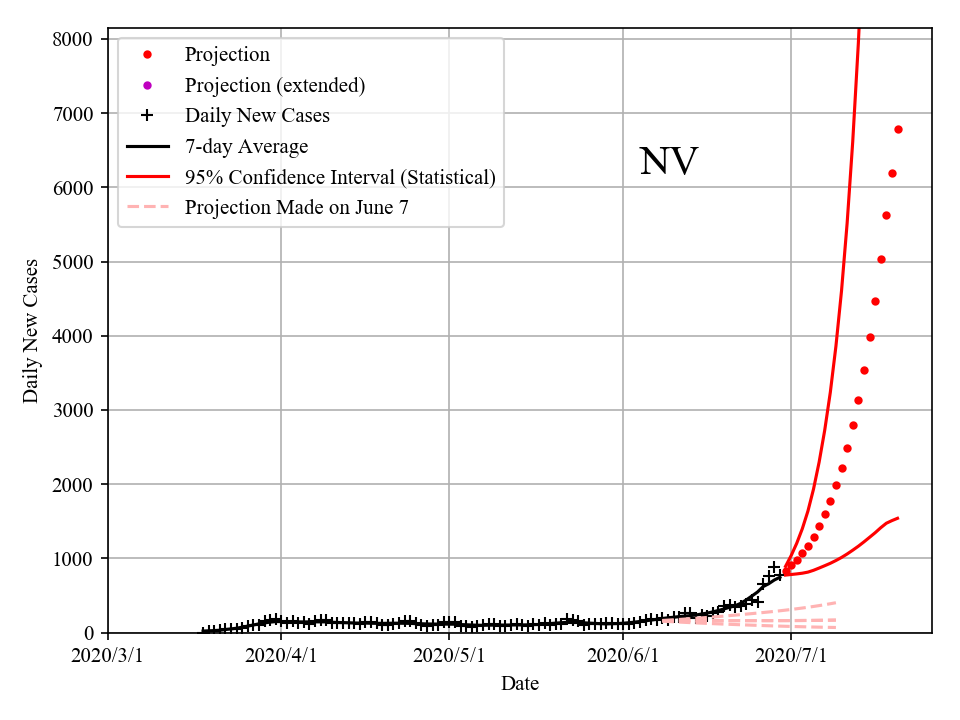 8000
7000
6000
5000
4000
3000
2000
1000
0
Daily New Cases
Projection
Projection (extended)
Daily New Cases
7-day Average
95% Confidence Interval (Statistical)
Projection Made on June 7
NV
2020/3/1 2020/4/1 2020/5/1 2020/6/1 2020/7/1
Date